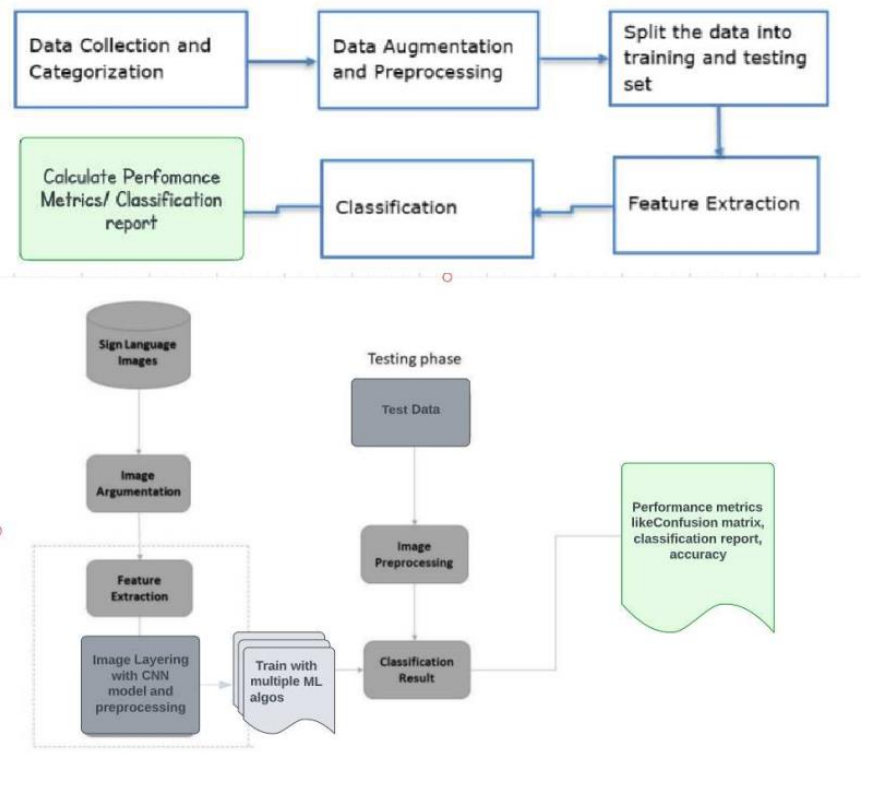 Data Collection and
Categorization
Data Augmentation
and Preprocessing
Split the data into
training and testing
set
Calculate Perfomance
Metrics/ Classification
report
Classification
Feature Extraction
Sign Language
Images
Testing phase
Test Data
Image
Argumentation
Performance metrics
likeConfusion matrix,
classification report,
accuracy
Image
Preprocessing
Feature
Extraction
Image Layering
with CNN
model and
preprocessing
Train with
multiple ML
algos
Classification
Result